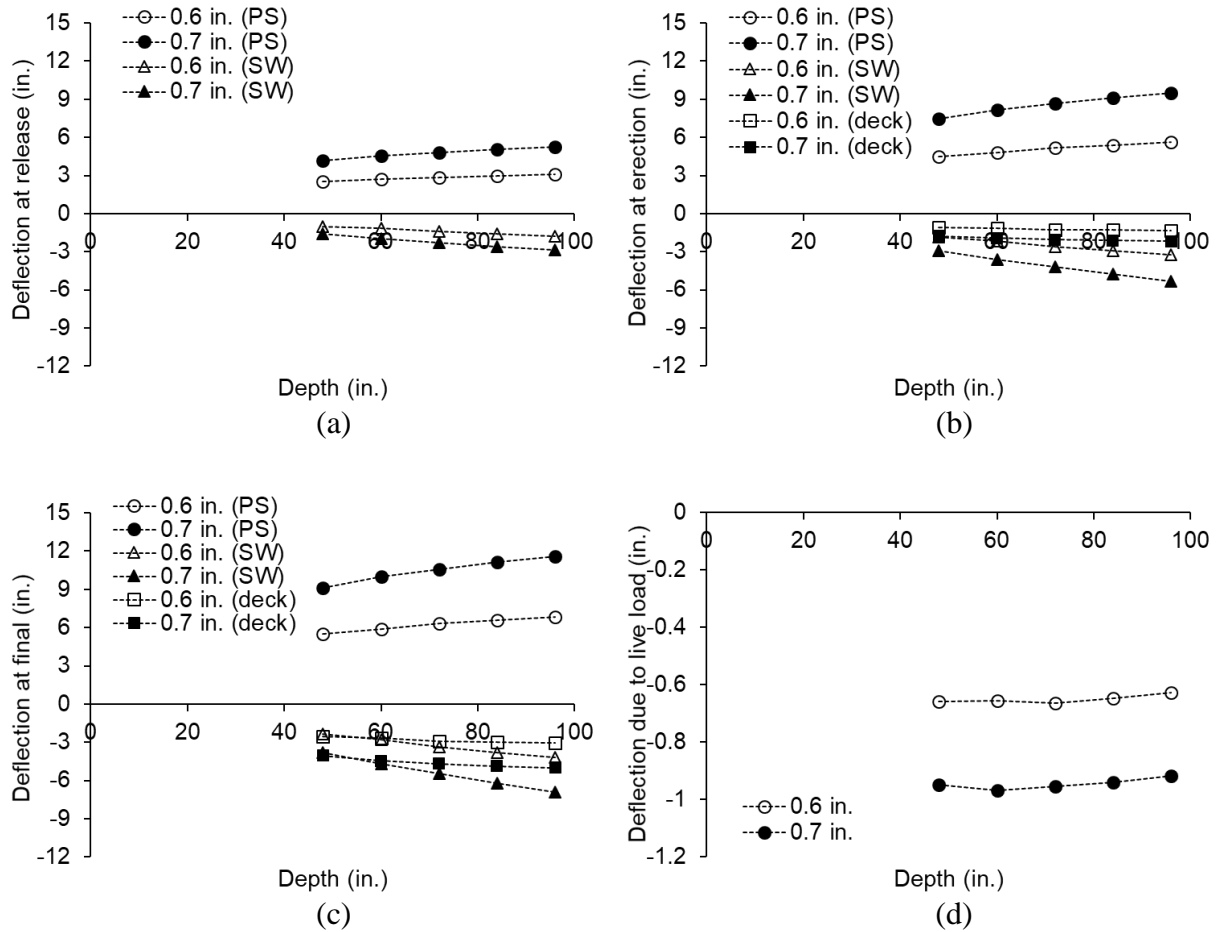 0.6 in. (PS)
0.7 in. (PS)
0.6 in. (SW)
0.7 in. (SW)
15
12
9
6
3
0
-3
-6
-9
-12
0
20
40
60
80
100
Deflection at release (in.)
Depth (in.)
(a)
0.6 in. (PS)
0.7 in. (PS)
0.6 in. (SW)
0.7 in. (SW)
0.6 in. (deck)
0.7 in. (deck)
15
12
9
6
3
0
-3
-6
-9
-12
0
20
40
60
80
100
Deflection at erection (in.)
Depth (in.)
(b)
0.6 in. (PS)
0.7 in. (PS)
0.6 in. (SW)
0.7 in. (SW)
0.6 in. (deck)
0.7 in. (deck)
15
12
9
6
3
0
-3
-6
-9
-12
0
20
40
60
80
100
Deflection at final (in.)
Depth (in.)
(c)
0
-0.2
-0.4
-0.6
-0.8
-1
-1.2
0
20
40
60
80
100
Deflection due to live load (in.)
0.6 in.
0.7 in.
Depth (in.)
(d)